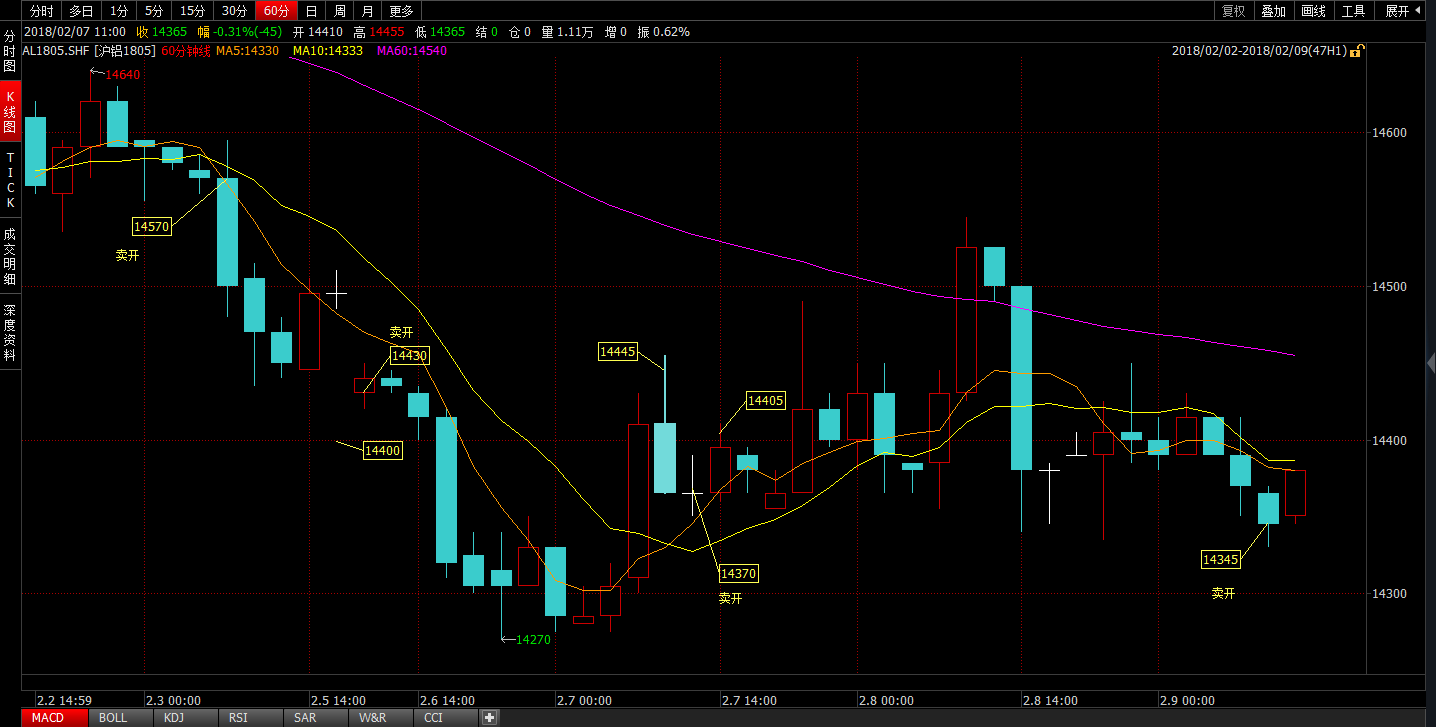 分时 多日 1分 5分 15分 30分 60分 日 周 月 更多 复权 叠加 画线 工具 展开
2018/02/07 11:00 收 14365 幅 -0.31%(-45) 开 14410 高 14455 低 14365 结 0 仓 0 量 1.11万 增 0 振 0.62%
AL1805.SHF [沪铝1805] 60分钟线 MA5:14330 MA10:14333 MA60:14540 2018/02/02-2018/02/09(47H1)
分时图
K线图
TICK
成交明细
深度资料
14640
14600
14570
卖开
14500
卖开
14430
14445
14405
14400
14400
14370
卖开
14345
卖开
14300
14270
2.2 14:59 2.3 00:00 2.5 14:00 2.6 14:00 2.7 00:00 2.7 14:00 2.8 00:00 2.8 14:00 2.9 00:00
MACD BOLL KDJ RSI SAR W&R CCI